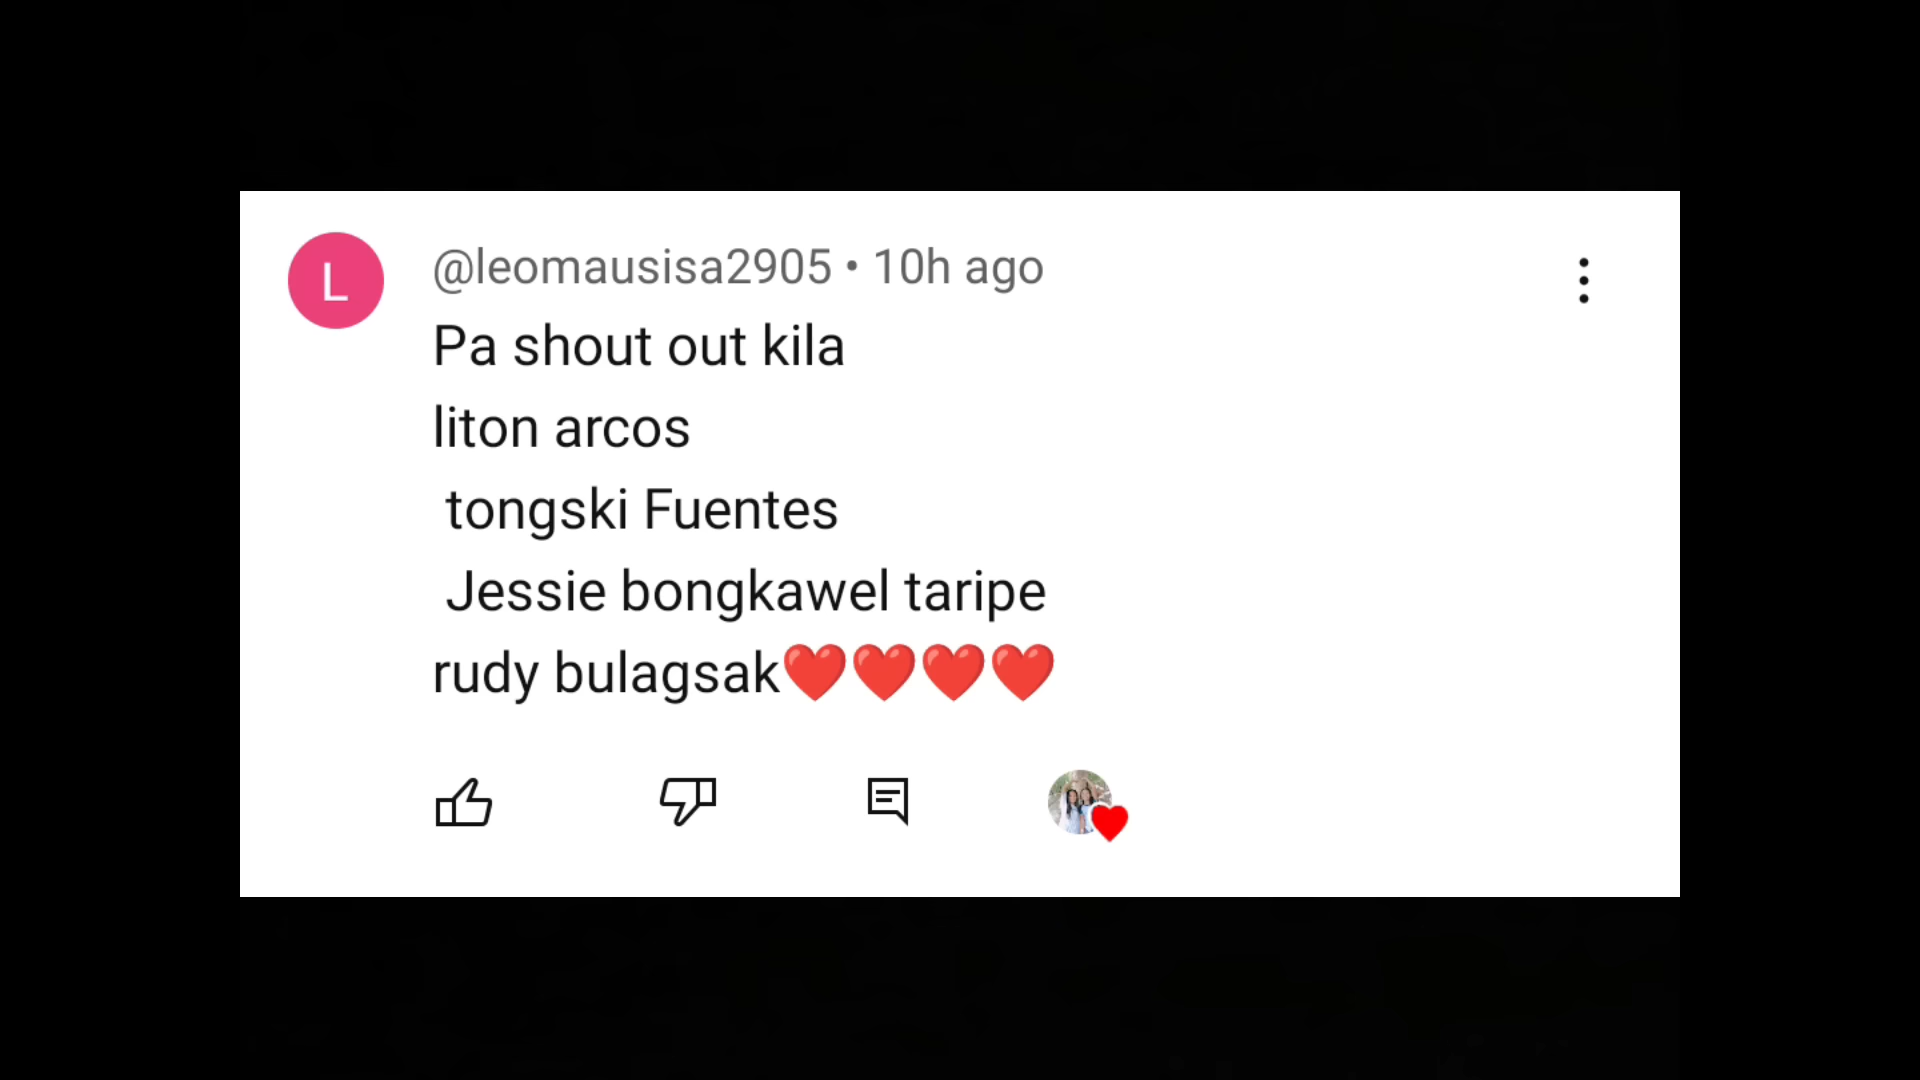 L
@leomausisa2905 • 10h ago
Pa shout out kila
liton arcos
tongski Fuentes
Jessie bongkawel taripe
rudy bulagsak❤️❤️❤️❤️